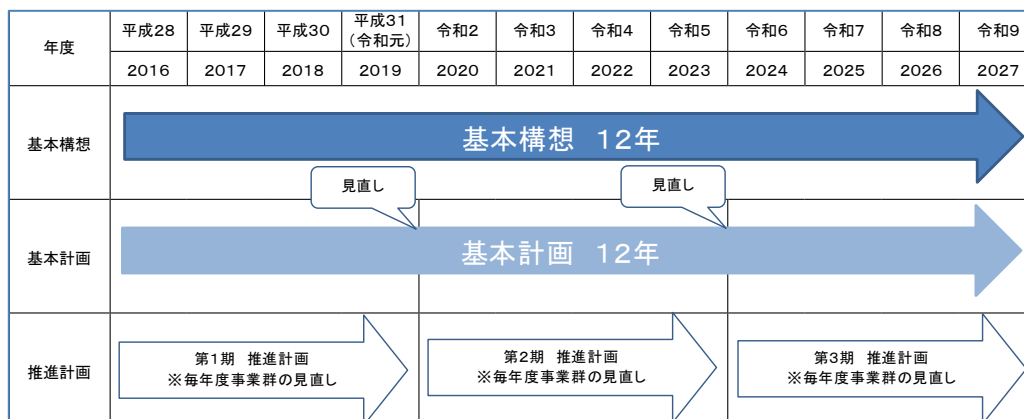 年度
平成28 平成29 平成30 平成31（令和元） 令和2 令和3 令和4 令和5 令和6 令和7 令和8 令和9
2016 2017 2018 2019 2020 2021 2022 2023 2024 2025 2026 2027
基本構想
基本構想　12年
見直し
見直し
基本計画
基本計画　12年
推進計画
第1期　推進計画
※毎年度事業群の見直し
第2期　推進計画
※毎年度事業群の見直し
第3期　推進計画
※毎年度事業群の見直し